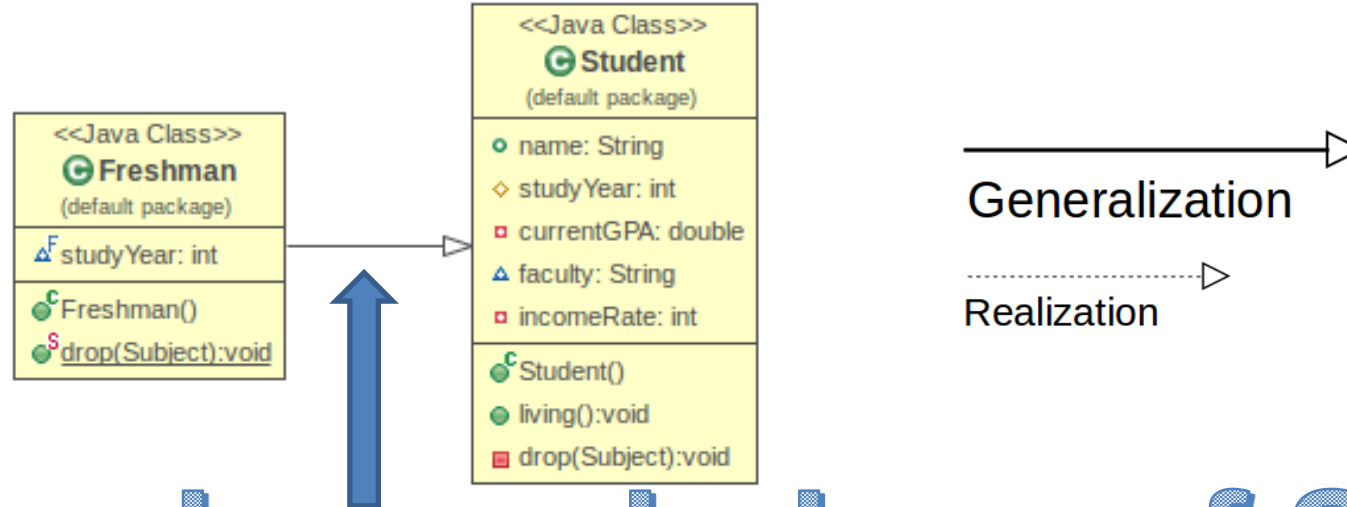 <<Java Class>>
Freshman
(default package)
studyYear: int
Freshman()
drop(Subject):void
<<Java Class>>
Student
(default package)
name: String
studyYear: int
currentGPA: double
faculty: String
incomeRate: int
Student()
living():void
drop(Subject):void
Generalization
Realization